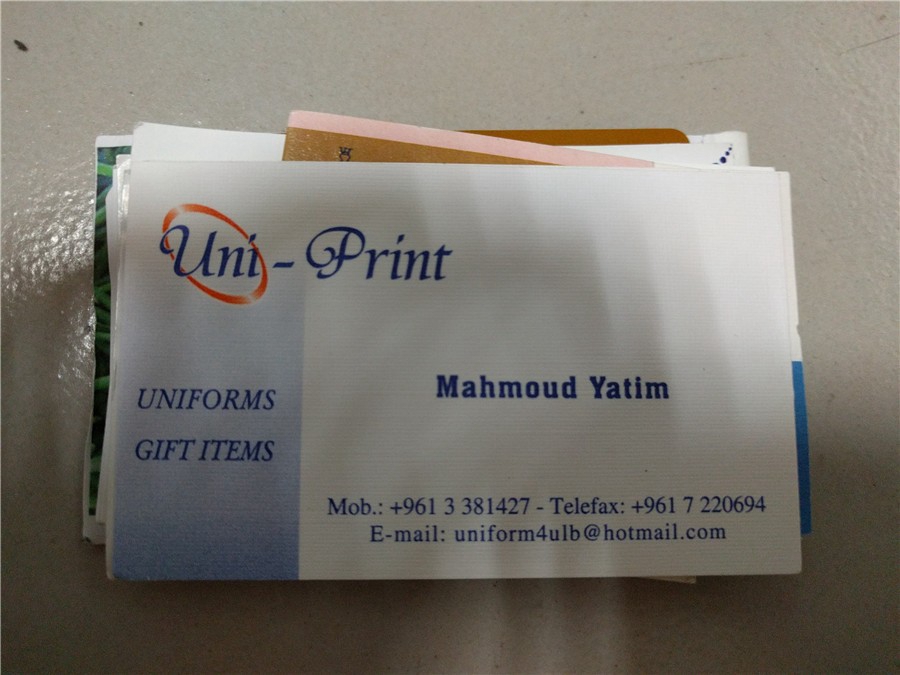 Uni - Print
UNIFORMS
GIFT ITEMS
Mahmoud Yatim
Mob.: +961 3 381427 - Telefax: +961 7 220694
E-mail: uniform4ulb@hotmail.com